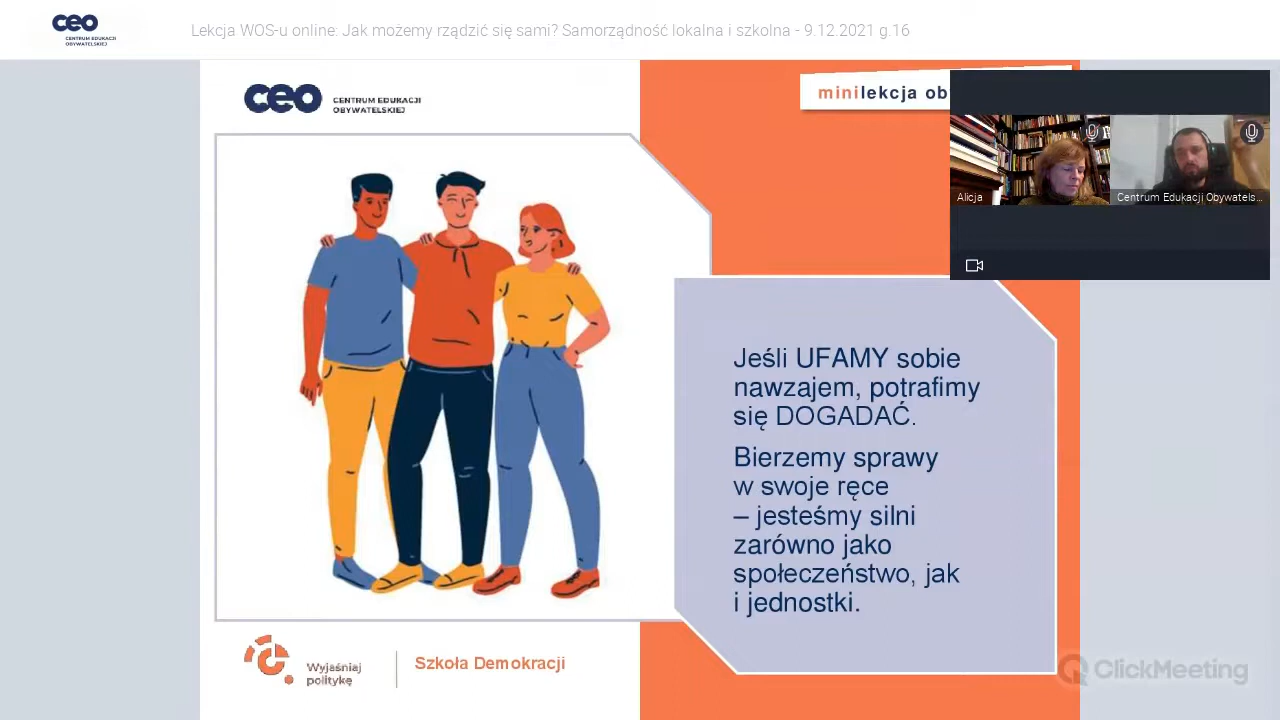 ceo
CENTRUM EDUKACJI
OBYWATELSKIEJ
Lekcja WOS-u online: Jak możemy rządzić się sami? Samorządność lokalna i szkolna - 9.12.2021 g.16
ceo
CENTRUM EDUKACJI
OBYWATELSKIEJ
minilekcja ob
Alicja
Centrum Edukacji Obywatels...
Jeśli UFAMY sobie
nawzajem, potrafimy
się DOGADAĆ.
Bierzemy sprawy
w swoje ręce
– jesteśmy silni
zarówno jako
społeczeństwo, jak
i jednostki.
Wyjaśniaj
politykę
Szkoła Demokracji
ClickMeeting